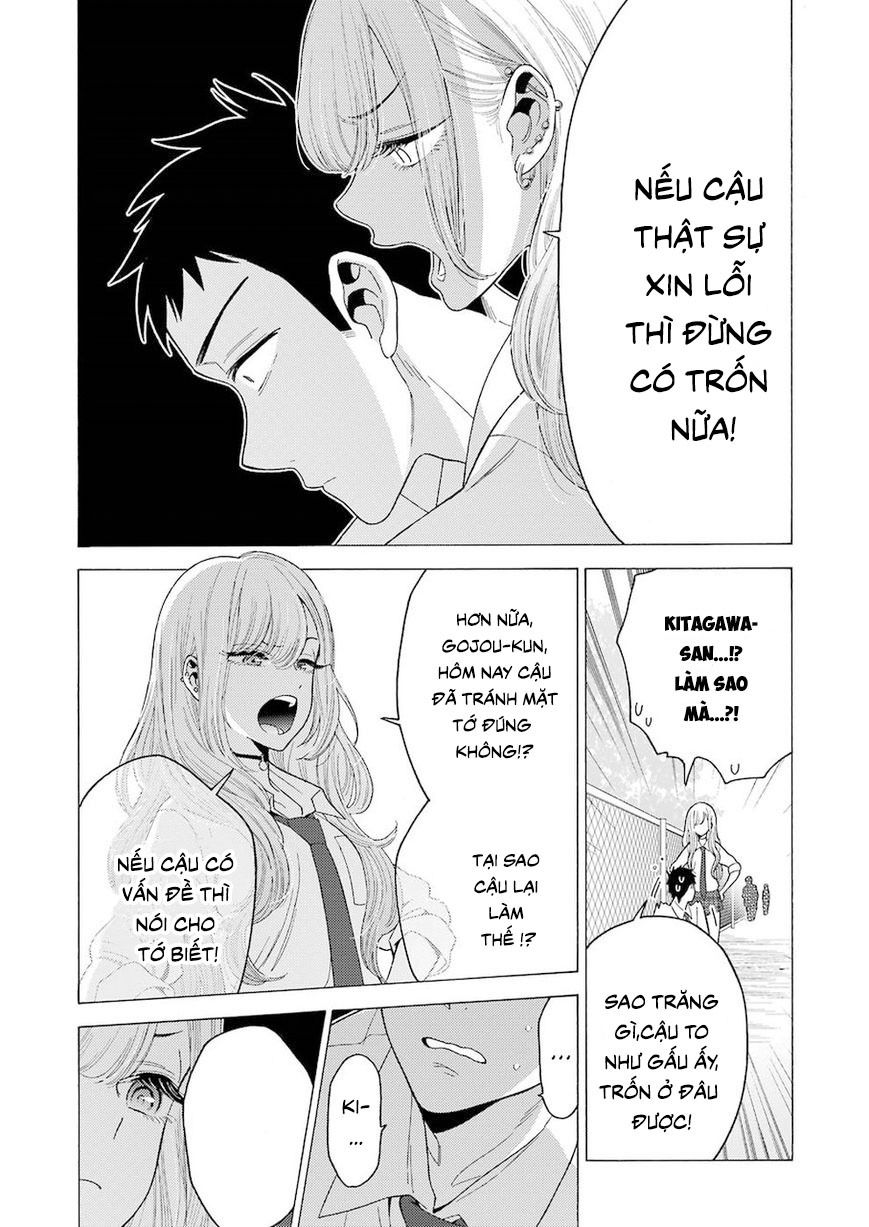 NẾU CẬU
THẬT SỰ
XIN LỖI
THÌ ĐỪNG
CÓ TRỐN
NỮA!
KITAGAWA-
SAN...!?
LÀM SAO
MÀ...?!
SAO TRĂNG
GÌ,CẬU TO
NHƯ GẤU ẤY,
TRỐN Ở ĐÂU
ĐƯỢC!
HƠN NỮA,
GOJOU-KUN,
HÔM NAY CẬU
ĐÃ TRÁNH MẶT
TỚ ĐÚNG
KHÔNG!?
TẠI SAO
CẬU LẠI
LÀM
THẾ !?
NẾU CẬU CÓ
VẤN ĐỀ THÌ
NÓI CHO
TỚ BIẾT!
...
KI-
...